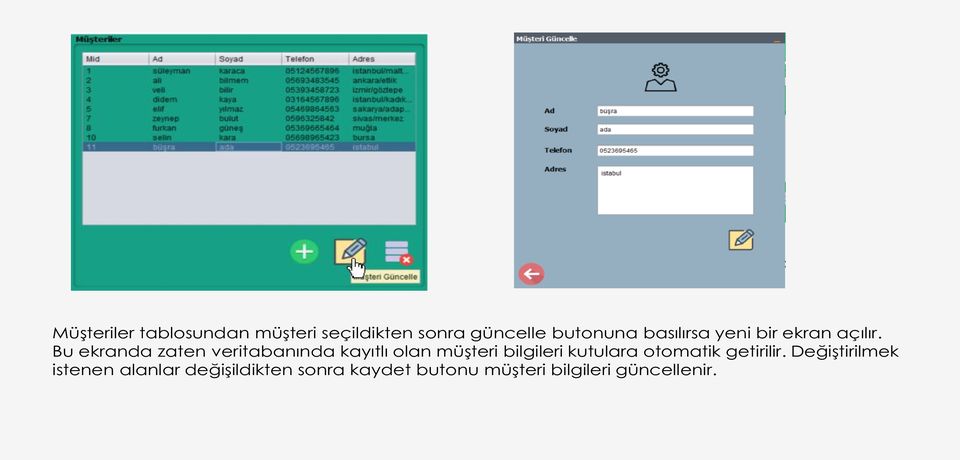 Müşteriler
Mid Ad Soyad Telefon Adres
1 süleyman karaca 05124567896 istanbul/malt...
2 ali bilmem 05693483545 ankara/etlik
3 veli bilir 05393458723 izmir/göztepe
4 didem kaya 03164567896 istanbul/kadık...
5 elif yılmaz 05469864563 sakarya/adap...
7 zeynep bulut 0596325842 sivas/merkez
8 furkan güneş 05369665464 muğla
10 selin kara 05698965423 bursa
11 büşra ada 0523695465 istabul
Müşteri Güncelle
Müşteri Güncelle
Ad büşra
Soyad ada
Telefon 0523695465
Adres istabul
Müşteriler tablosundan müşteri seçildikten sonra güncelle butonuna basılırsa yeni bir ekran açılır.
Bu ekranda zaten veritabanında kayıtlı olan müşteri bilgileri kutulara otomatik getirilir. Değiştirilmek
istenen alanlar değişildikten sonra kaydet butonu müşteri bilgileri güncellenir.